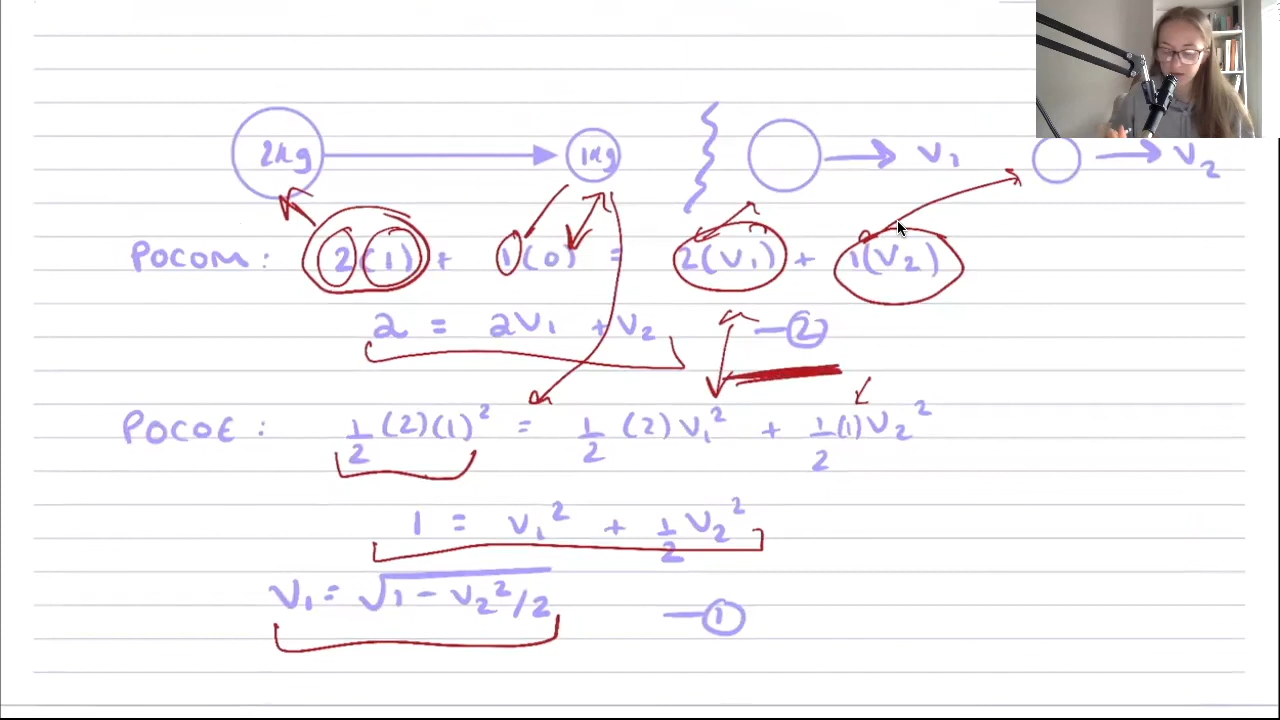 2kg 1kg → V₁ → V₂
POCOM : 2(1) + 1(0) = 2(V₁) + 1(V₂)
2 = 2V₁ + V₂ —②
POCOE : 1/2 (2)(1)² = 1/2 (2)V₁² + 1/2 (1)V₂²
1 = V₁² + 1/2 V₂²
V₁ = √1 - V₂²/2 —①